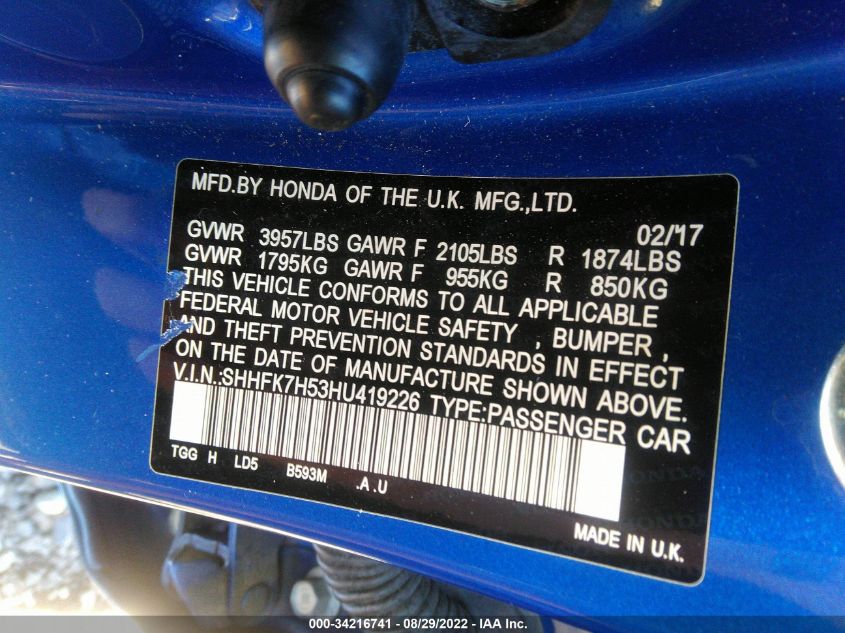 MFD.BY HONDA OF THE U.K. MFG.,LTD.
02/17
GVWR 3957LBS GAWR F 2105LBS R 1874LBS
GVWR 1795KG GAWR F 955KG R 850KG
THIS VEHICLE CONFORMS TO ALL APPLICABLE
FEDERAL MOTOR VEHICLE SAFETY , BUMPER ,
AND THEFT PREVENTION STANDARDS IN EFFECT
ON THE DATE OF MANUFACTURE SHOWN ABOVE.
V.I.N.:SHHFK7H53HU419226 TYPE:PASSENGER CAR
TGG H LD5 B593M .A .U
HONDA
MADE IN U.K.
000-34216741 / 08/29/2022 - IAA Inc.